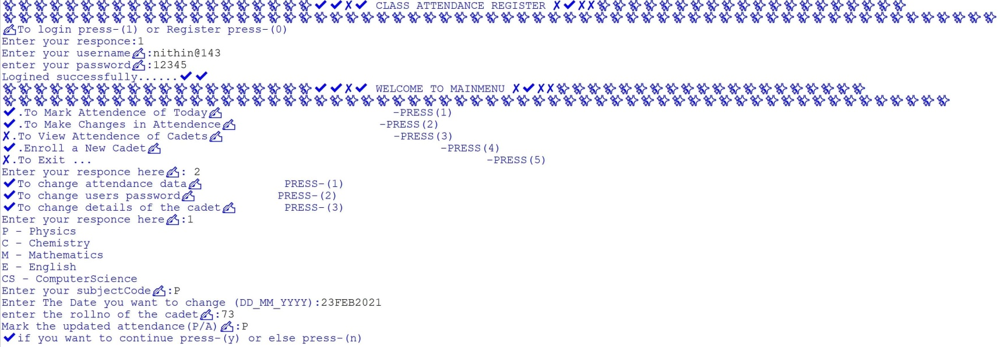 ✔✔✗✔ CLASS ATTENDANCE REGISTER ✗✔✗✗
✍To login press-(1) or Register press-(0)
Enter your responce:1
Enter your username✍:nithin@143
enter your password✍:12345
Logined successfully......✔✔
✔✔✗✔ WELCOME TO MAINMENU ✗✔✗✗
✔.To Mark Attendence of Today✍ -PRESS(1)
✔.To Make Changes in Attendence✍ -PRESS(2)
✗.To View Attendence of Cadets✍ -PRESS(3)
✔.Enroll a New Cadet✍ -PRESS(4)
✗.To Exit ... -PRESS(5)
Enter your responce here✍: 2
✔To change attendance data✍ PRESS-(1)
✔To change users password✍ PRESS-(2)
✔To change details of the cadet✍ PRESS-(3)
Enter your responce here✍:1
P - Physics
C - Chemistry
M - Mathematics
E - English
CS - ComputerScience
Enter your subjectCode✍:P
Enter The Date you want to change (DD_MM_YYYY):23FEB2021
enter the rollno of the cadet✍:73
Mark the updated attendance(P/A)✍:P
✔if you want to continue press-(y) or else press-(n)